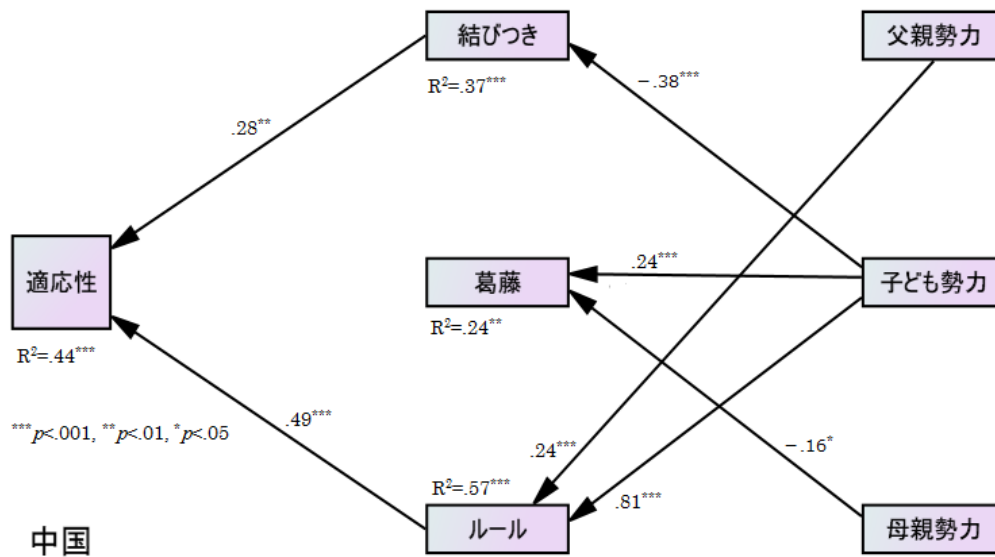 結びつき
父親勢力
R²=.37***
−.38***
.28**
適応性
葛藤
.24***
子ども勢力
R²=.24**
R²=.44***
***p<.001, **p<.01, *p<.05
.49***
.24***
−.16*
R²=.57***
.81***
ルール
母親勢力
中国